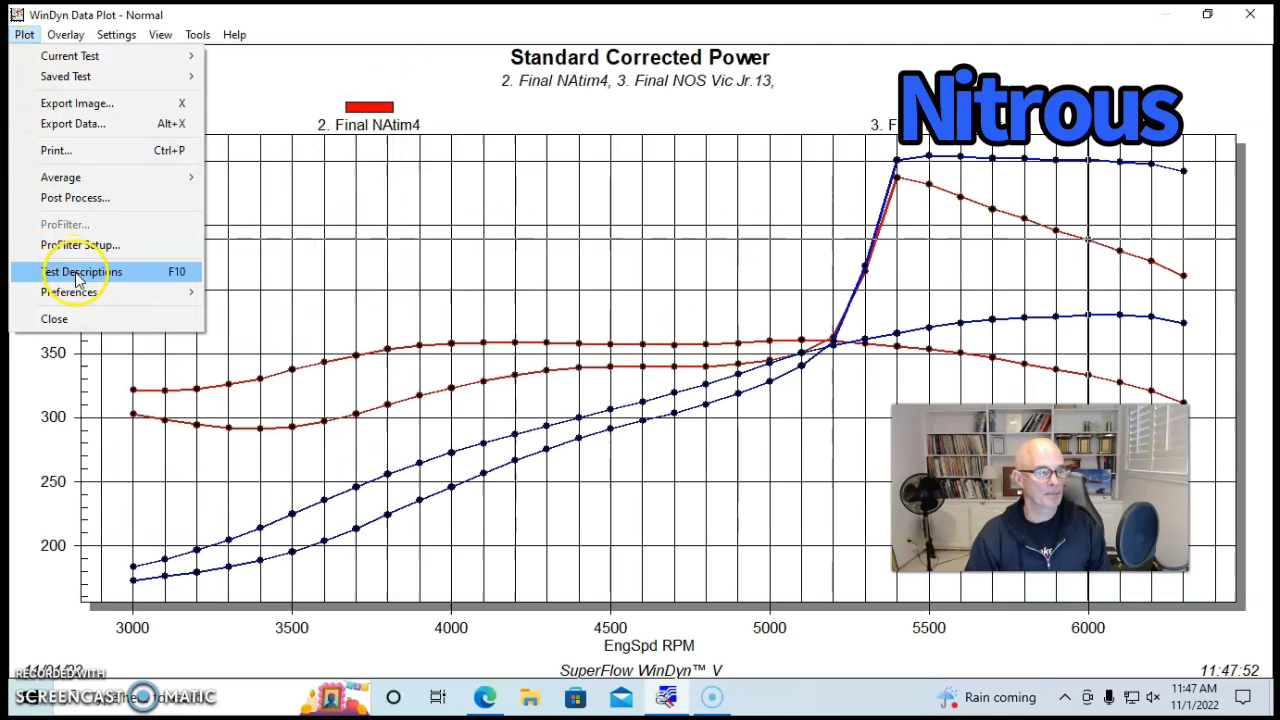 WinDyn Data Plot - Normal
Plot Overlay Settings View Tools Help
Current Test
Saved Test
Export Image... X
Export Data... Alt+X
Print... Ctrl+P
Average
Post Process...
ProFilter...
ProFilter Setup...
Test Descriptions F10
Preferences
Close
Standard Corrected Power
2. Final NAtim4, 3. Final NOS Vic Jr.13,
Nitrous
2. Final NAtim4
3. F
350
300
250
200
3000 3500 4000 4500 5000 5500 6000
EngSpd RPM
SuperFlow WinDyn™ V
11:47:52
RECORDED WITH
SCREENCAST MATIC
Rain coming
11:47 AM
11/1/2022